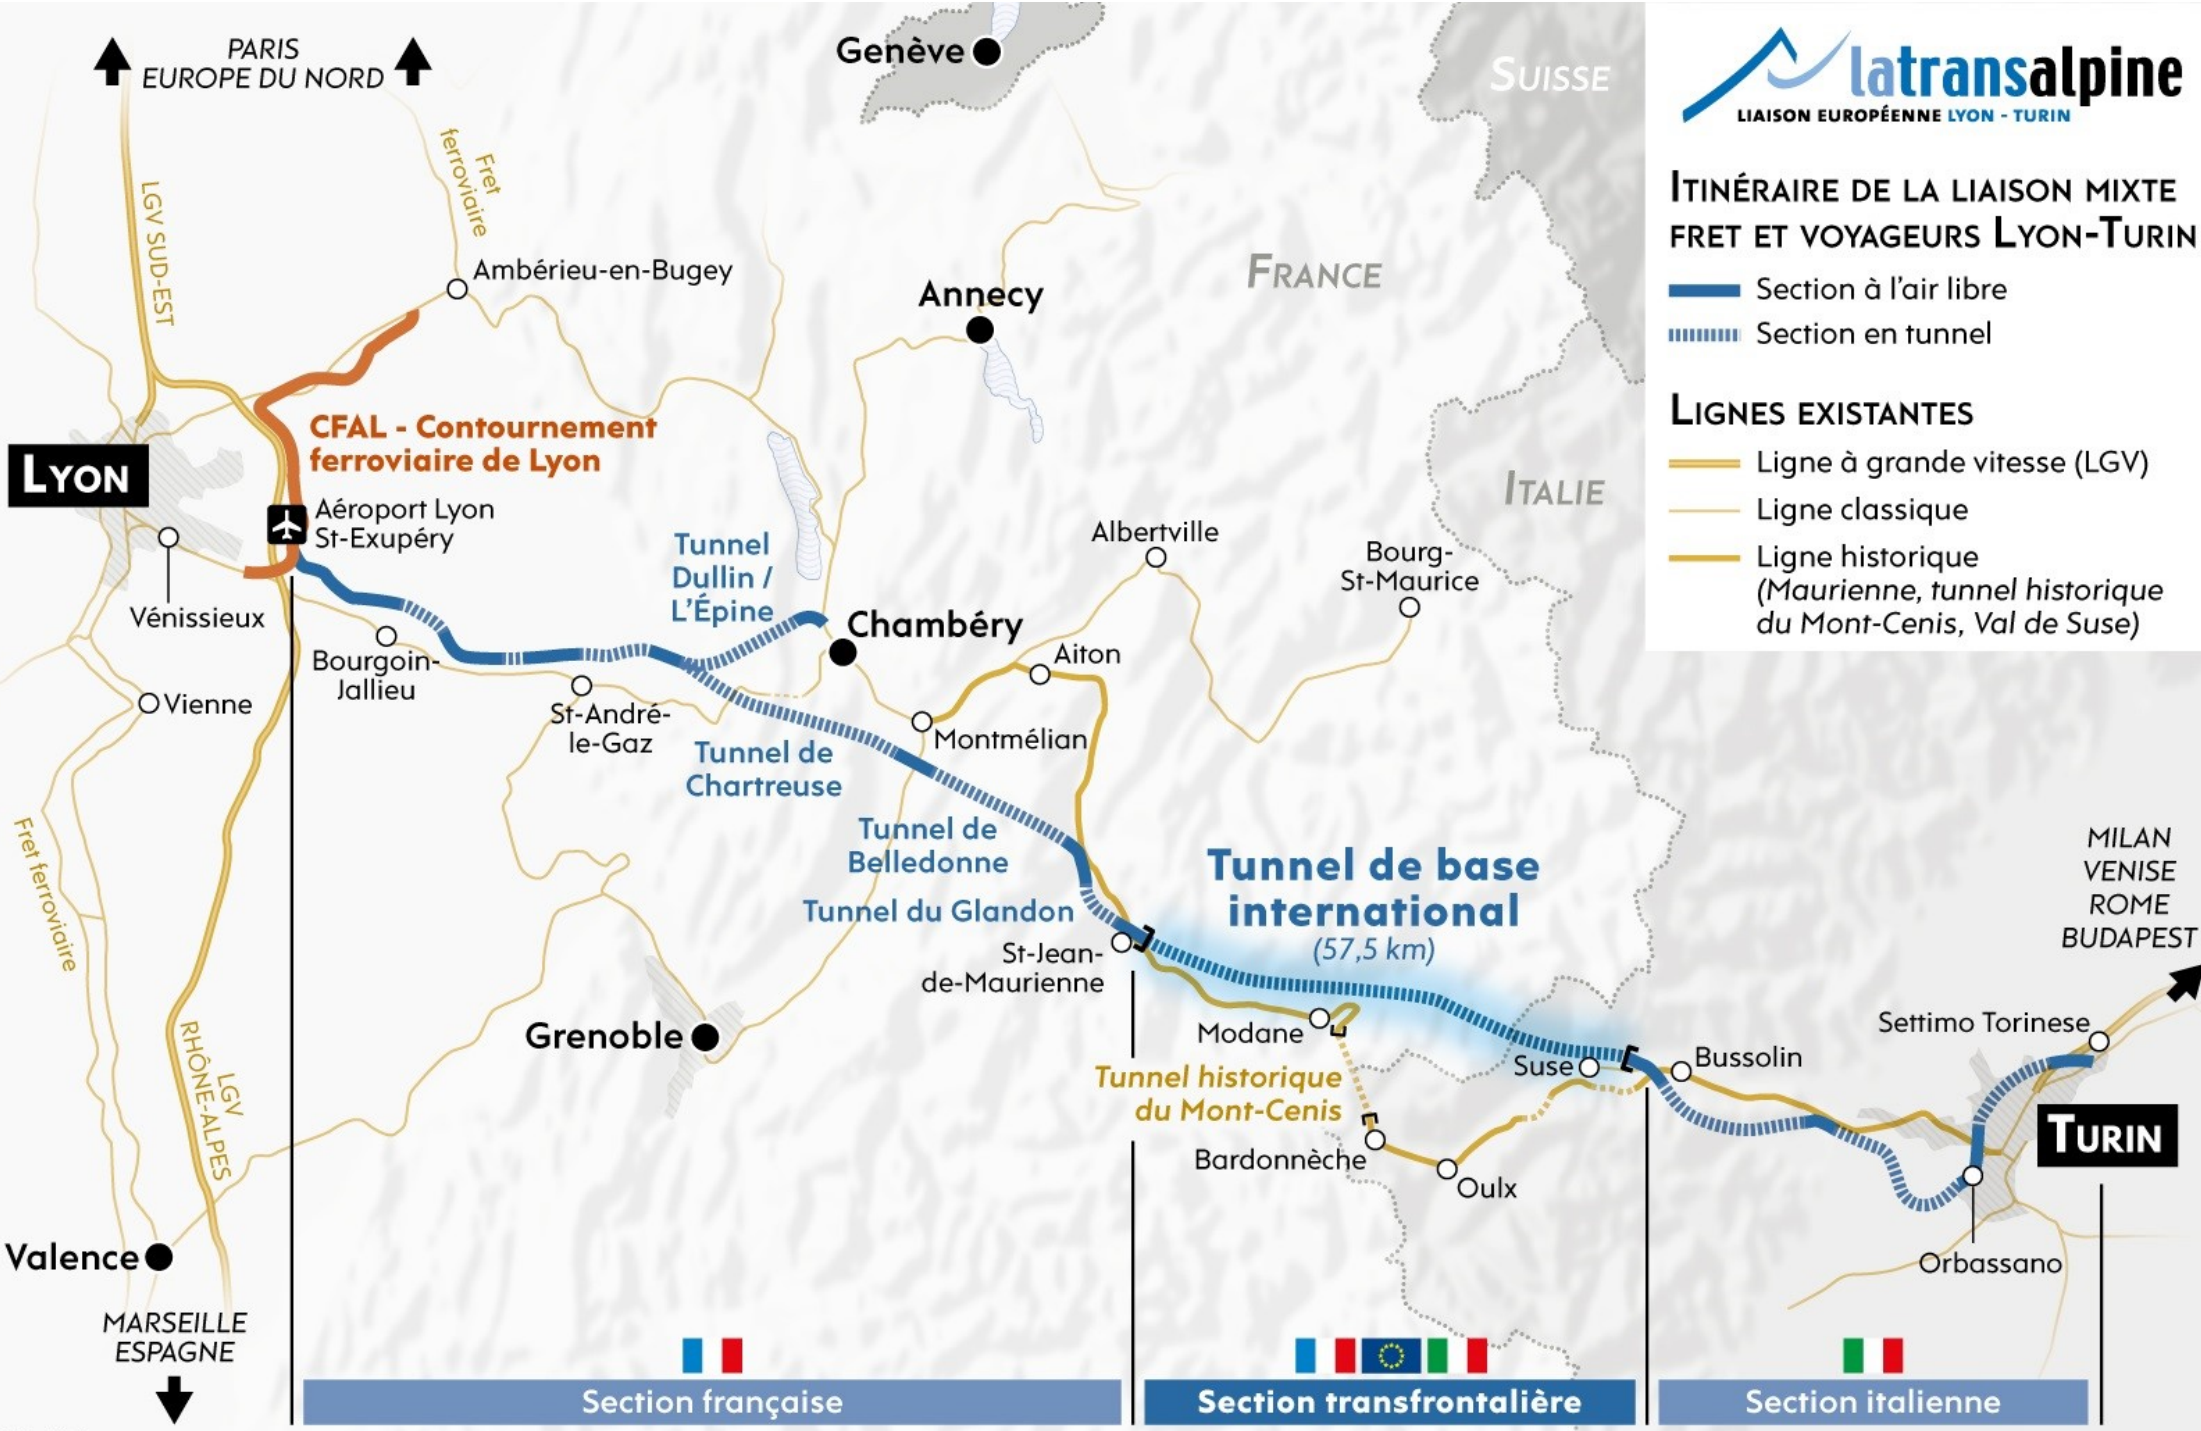 PARIS
EUROPE DU NORD
Genève
SUISSE
latransalpine
LIAISON EUROPÉENNE LYON - TURIN
ITINÉRAIRE DE LA LIAISON MIXTE
FRET ET VOYAGEURS LYON-TURIN
Section à l'air libre
Section en tunnel
LIGNES EXISTANTES
Ligne à grande vitesse (LGV)
Ligne classique
Ligne historique
(Maurienne, tunnel historique
du Mont-Cenis, Val de Suse)
LGV SUD-EST
Fret
ferroviaire
Ambérieu-en-Bugey
Annecy
FRANCE
ITALIE
CFAL - Contournement
ferroviaire de Lyon
LYON
Aéroport Lyon
St-Exupéry
Vénissieux
Tunnel
Dullin /
L'Épine
Chambéry
Albertville
Bourg-
St-Maurice
Aiton
Bourgoin-
Jallieu
Vienne
St-André-
le-Gaz
Montmélian
Tunnel de
Chartreuse
Tunnel de
Belledonne
Tunnel du Glandon
Tunnel de base
international
(57,5 km)
St-Jean-
de-Maurienne
Fret ferroviaire
MILAN
VENISE
ROME
BUDAPEST
Grenoble
Modane
Settimo Torinese
Suse
Bussolin
Tunnel historique
du Mont-Cenis
LGV
RHÔNE-ALPES
TURIN
Bardonnèche
Oulx
Orbassano
Valence
MARSEILLE
ESPAGNE
Section française
Section transfrontalière
Section italienne